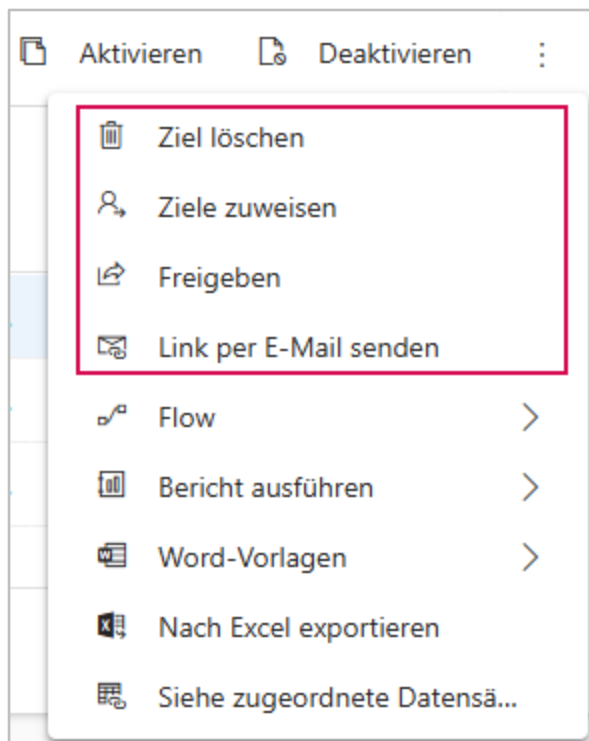 Aktivieren Deaktivieren
Ziel löschen
Ziele zuweisen
Freigeben
Link per E-Mail senden
Flow
Bericht ausführen
Word-Vorlagen
Nach Excel exportieren
Siehe zugeordnete Datensä...